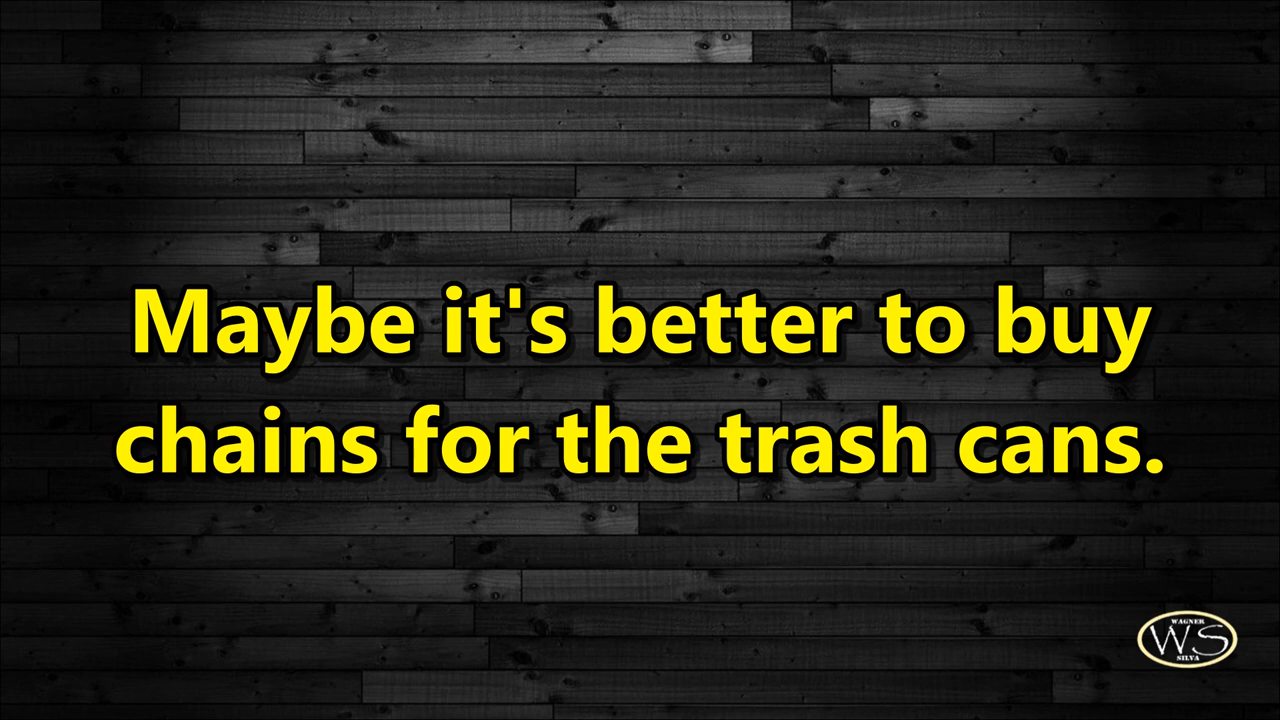 Maybe it's better to buy
chains for the trash cans.
WAGNER
WS
SILVA